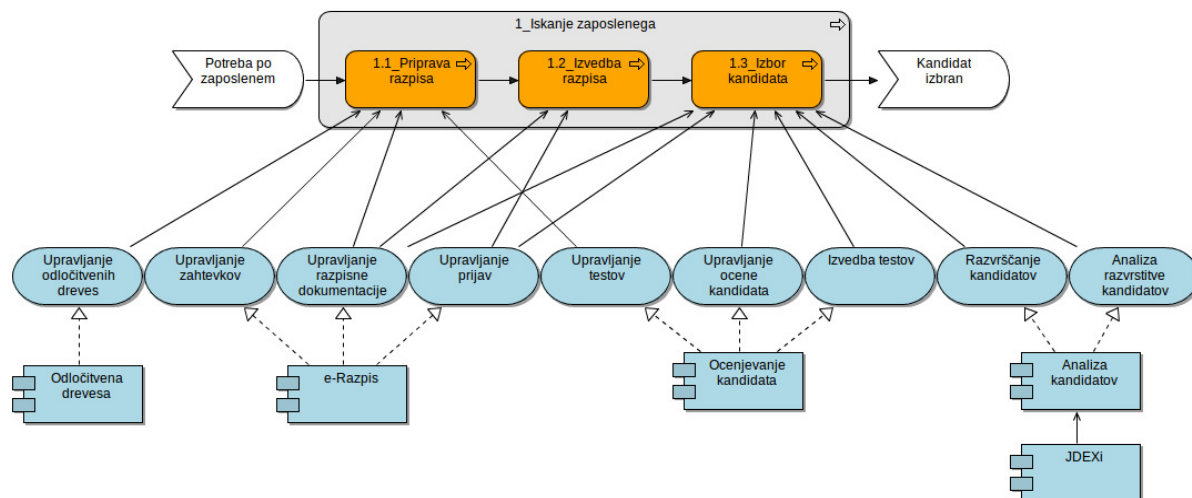 1_Iskanje zaposlenega
Potreba po
zaposlenem
1.1_Priprava
razpisa
1.2_Izvedba
razpisa
1.3_Izbor
kandidata
Kandidat
izbran
Upravljanje
odločitvenih
dreves
Upravljanje
zahtevkov
Upravljanje
razpisne
dokumentacije
Upravljanje
prijav
Upravljanje
testov
Upravljanje
ocene
kandidata
Izvedba testov
Razvrščanje
kandidatov
Analiza
razvrstitve
kandidatov
Odločitvena
drevesa
e-Razpis
Ocenjevanje
kandidata
Analiza
kandidatov
JDEXi